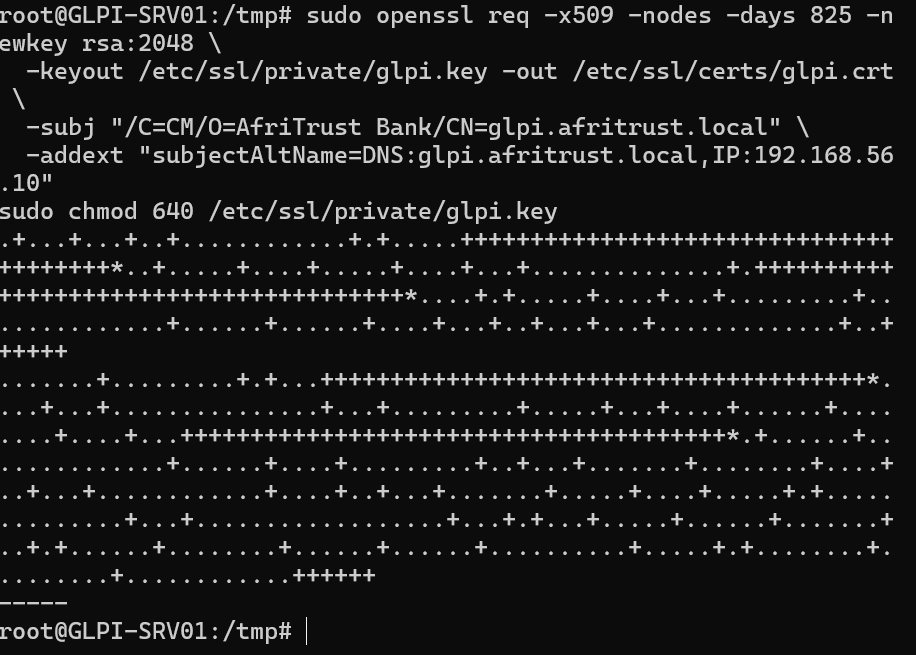 root@GLPI-SRV01:/tmp# sudo openssl req -x509 -nodes -days 825 -n
ewkey rsa:2048 \
  -keyout /etc/ssl/private/glpi.key -out /etc/ssl/certs/glpi.crt
 \
  -subj "/C=CM/O=AfriTrust Bank/CN=glpi.afritrust.local" \
  -addext "subjectAltName=DNS:glpi.afritrust.local,IP:192.168.56
.10"
sudo chmod 640 /etc/ssl/private/glpi.key
.+...+...+..+............+.+.....+++++++++++++++++++++++++++++++
++++++++*..+.....+....+.....+....+...+..............+.++++++++++
+++++++++++++++++++++++++++++*....+.+.....+....+...+.........+..
............+......+......+....+...+..+...+...+.............+..+
+++++
.......+.........+.+...+++++++++++++++++++++++++++++++++++++++*.
...+...+...............+...+.........+.....+...+....+......+....
....+....+...+++++++++++++++++++++++++++++++++++++++*.+......+..
............+......+....+.........+..+...+.......+........+....+
..+...+............+....+..+...+.......+.....+....+.....+.+.....
.........+...+..................+...+.+...+.....+......+.......+
..+.+......+........+......+......+..........+.....+.+........+.
........+............++++++
-----
root@GLPI-SRV01:/tmp#